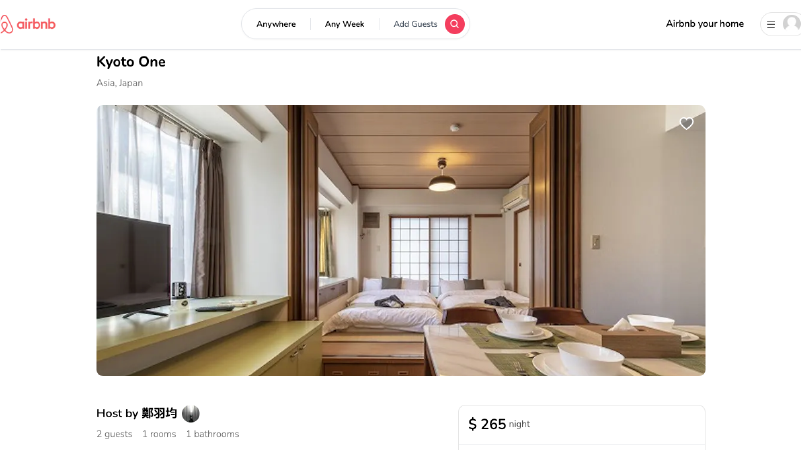 airbnb
Anywhere
Any Week
Add Guests
Airbnb your home
Kyoto One
Asia, Japan
Host by 鄭羽均
2 guests 1 rooms 1 bathrooms
$ 265 night